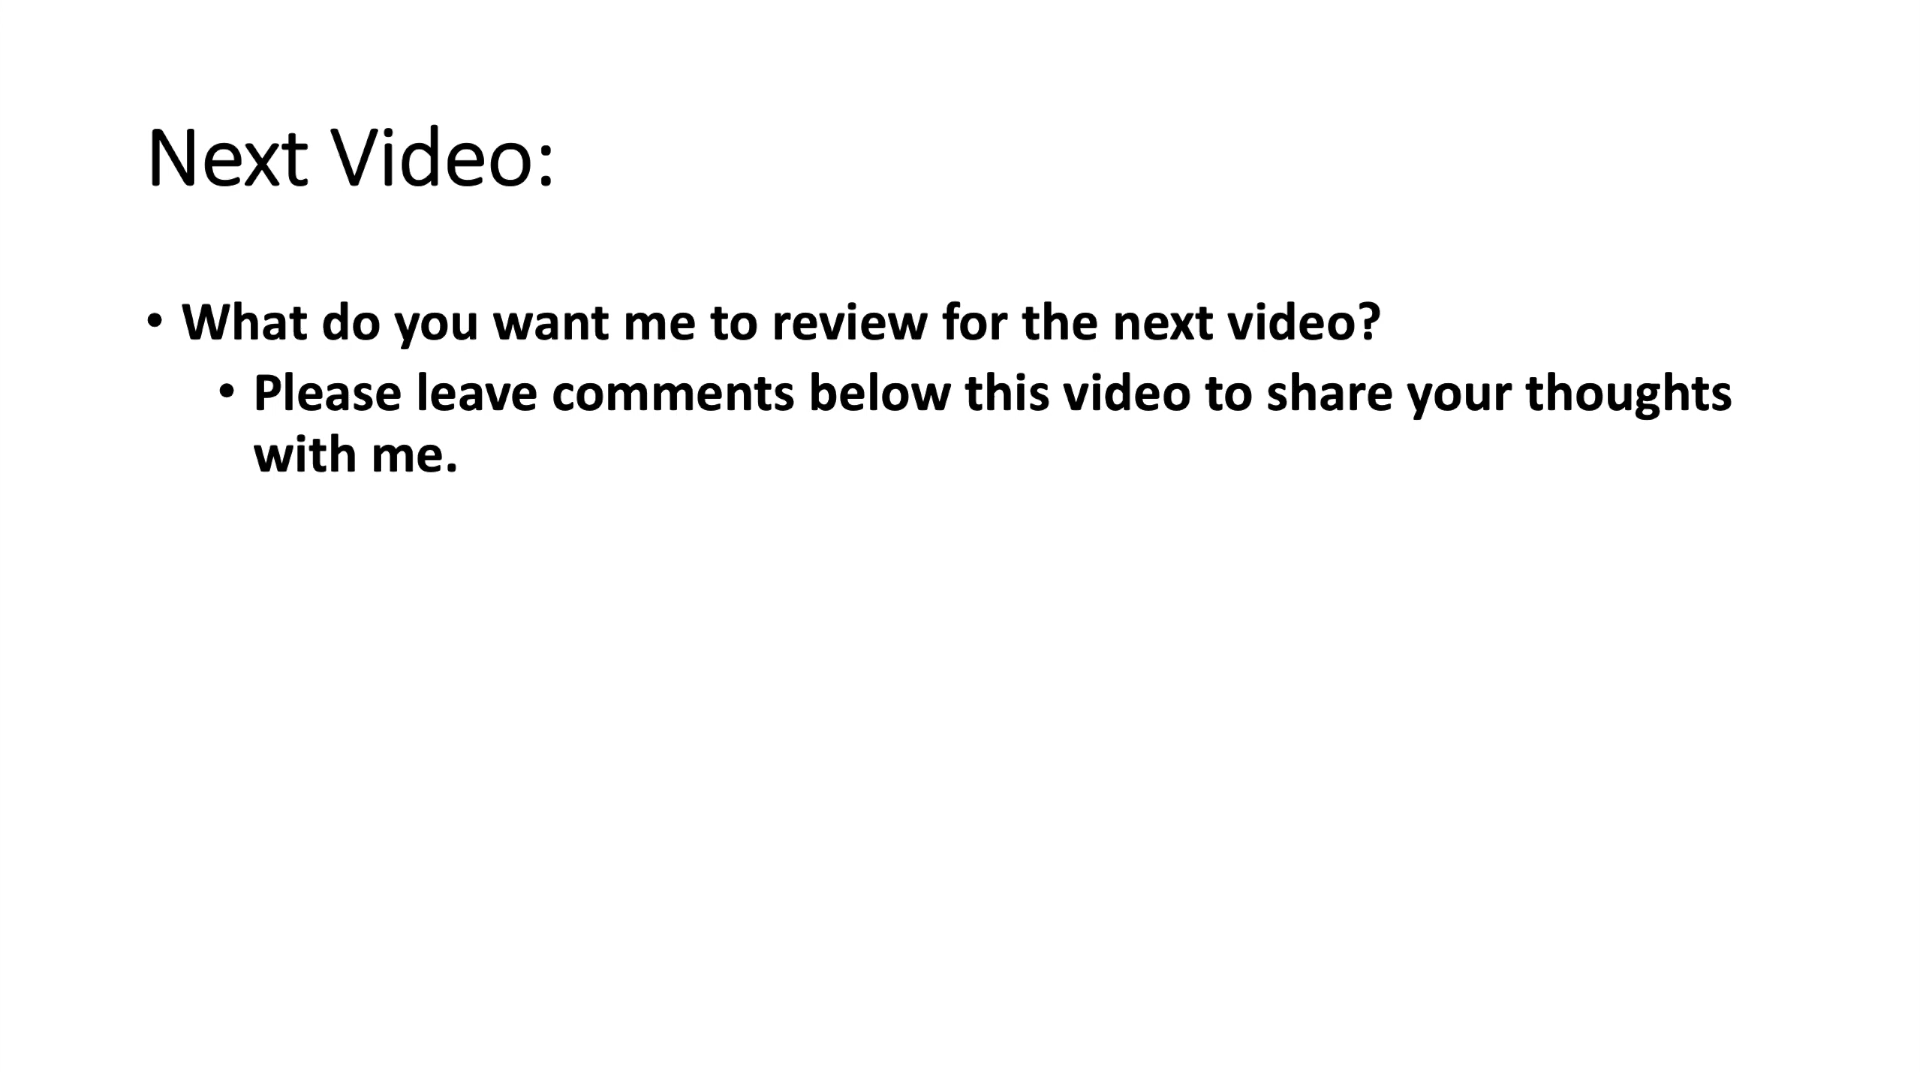 Next Video:
• What do you want me to review for the next video?
• Please leave comments below this video to share your thoughts
with me.